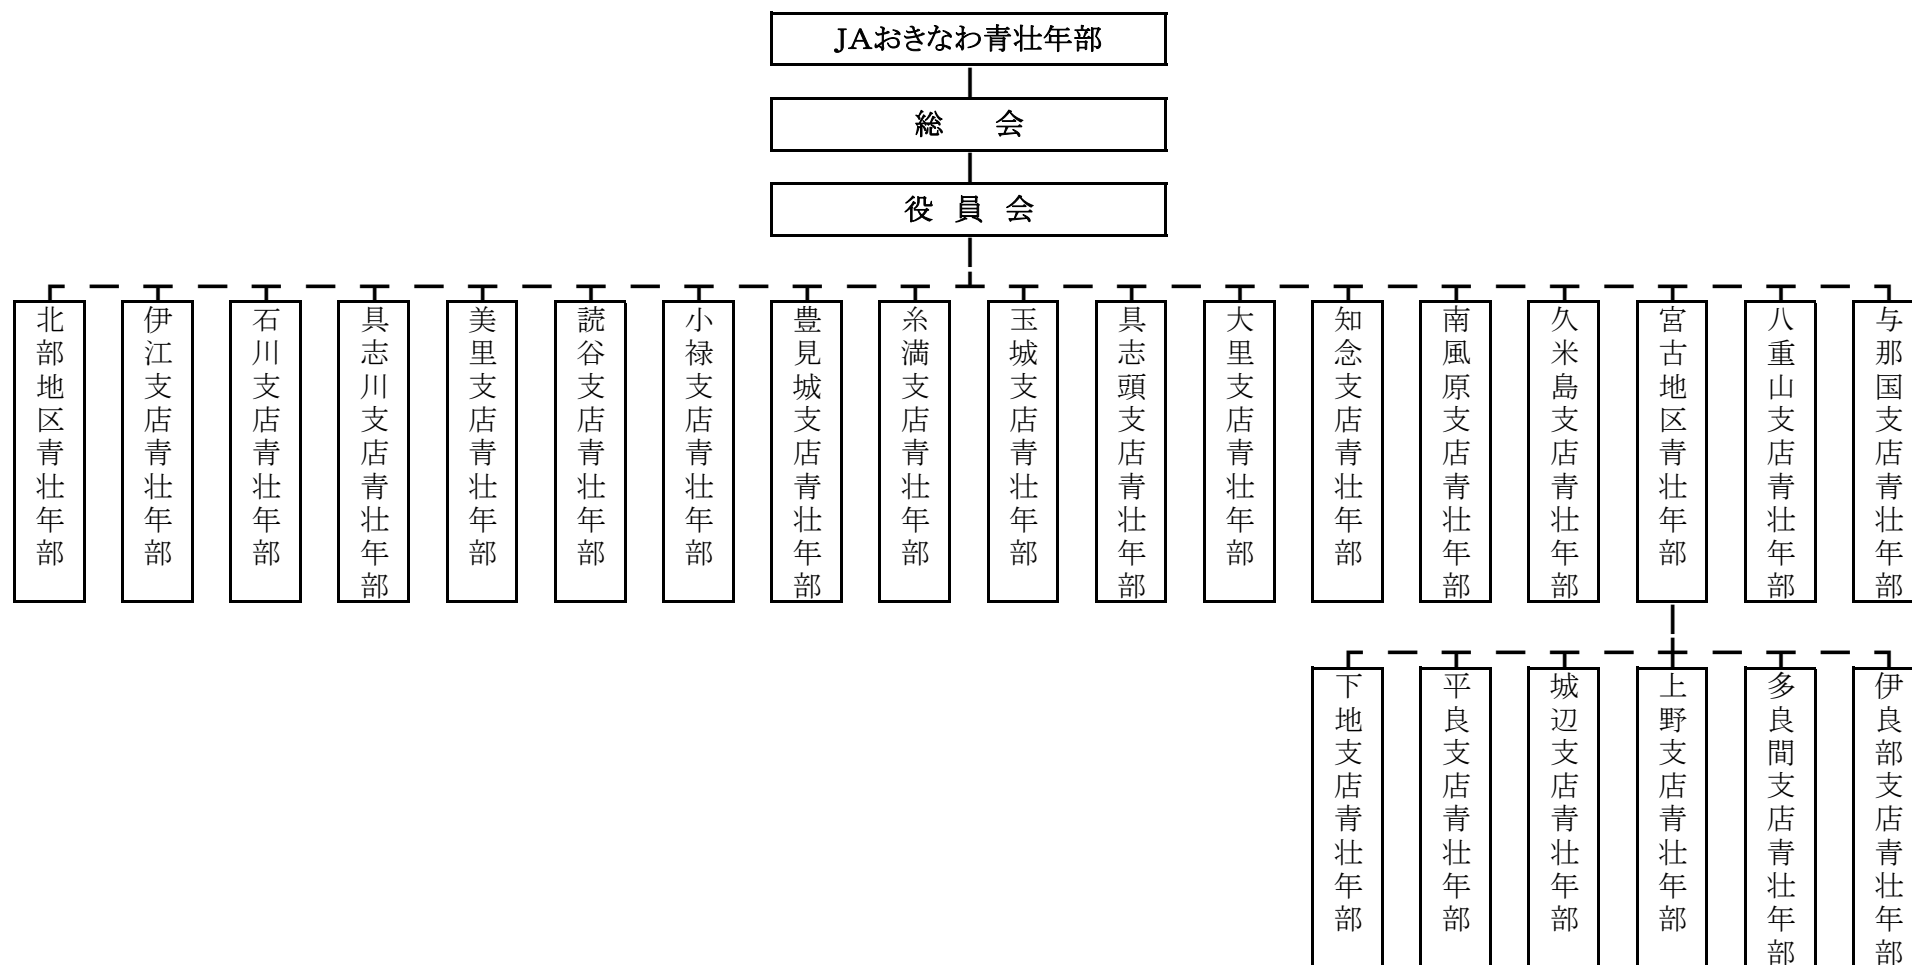 JAおきなわ青壮年部
総　会
役 員 会
北部地区青壮年部
伊江支店青壮年部
石川支店青壮年部
具志川支店青壮年部
美里支店青壮年部
読谷支店青壮年部
小禄支店青壮年部
豊見城支店青壮年部
糸満支店青壮年部
玉城支店青壮年部
具志頭支店青壮年部
大里支店青壮年部
知念支店青壮年部
南風原支店青壮年部
久米島支店青壮年部
宮古地区青壮年部
八重山支店青壮年部
与那国支店青壮年部
下地支店青壮年部
平良支店青壮年部
城辺支店青壮年部
上野支店青壮年部
多良間支店青壮年部
伊良部支店青壮年部